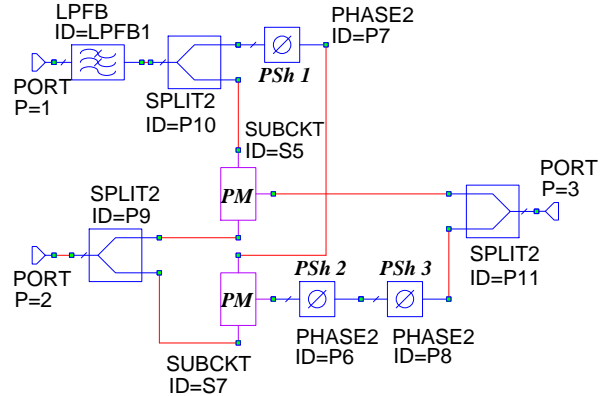 LPFB
ID=LPFB1
PORT
P=1
SPLIT2
ID=P10
PSh 1
PHASE2
ID=P7
SUBCKT
ID=S5
PM
PORT
P=3
SPLIT2
ID=P9
SPLIT2
ID=P11
PORT
P=2
PM
PSh 2
PSh 3
PHASE2
ID=P6
PHASE2
ID=P8
SUBCKT
ID=S7